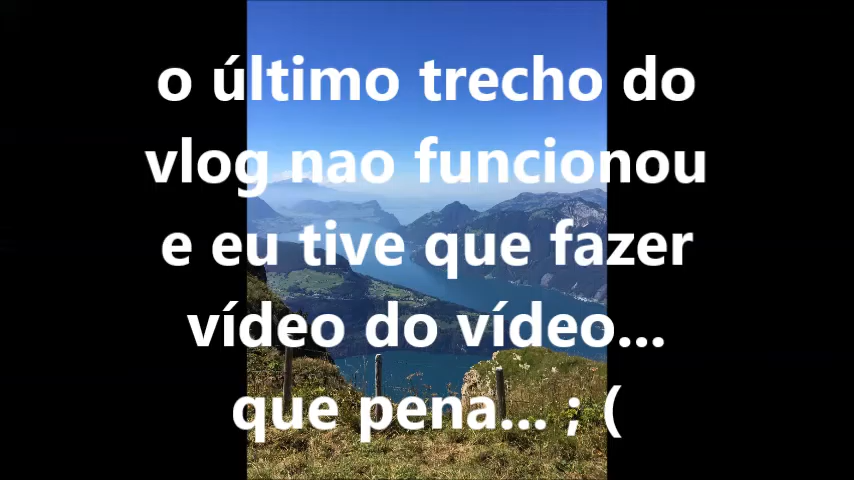 o último trecho do
vlog nao funcionou
e eu tive que fazer
vídeo do vídeo...
que pena... ; (